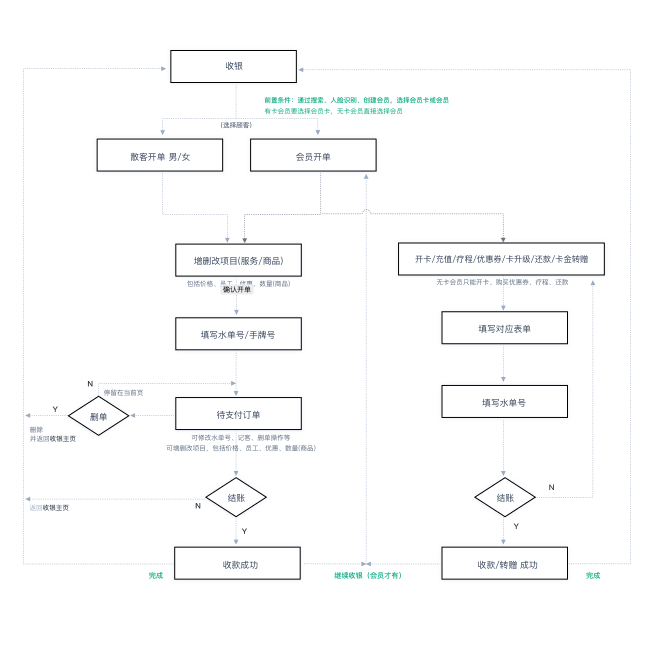 收银
前置条件：通过搜索、人脸识别、创建会员，选择会员卡或会员
有卡会员要选择会员卡，无卡会员直接选择会员
(选择顾客)
散客开单 男/女
会员开单
增删改项目(服务/商品)
包括价格、员工、优惠、数量(商品)
确认开单
开卡/充值/疗程/优惠券/卡升级/还款/卡金转赠
无卡会员只能开卡、购买优惠券、疗程、还款
填写水单号/手牌号
填写对应表单
N
停留在当前页
Y
删单
删除
并返回收银主页
待支付订单
可修改水单号、记客、删单操作等
可增删改项目，包括价格、员工、优惠、数量(商品)
填写水单号
结账
N
返回收银主页
Y
结账
N
Y
收款成功
完成
继续收银（会员才有）
收款/转赠 成功
完成